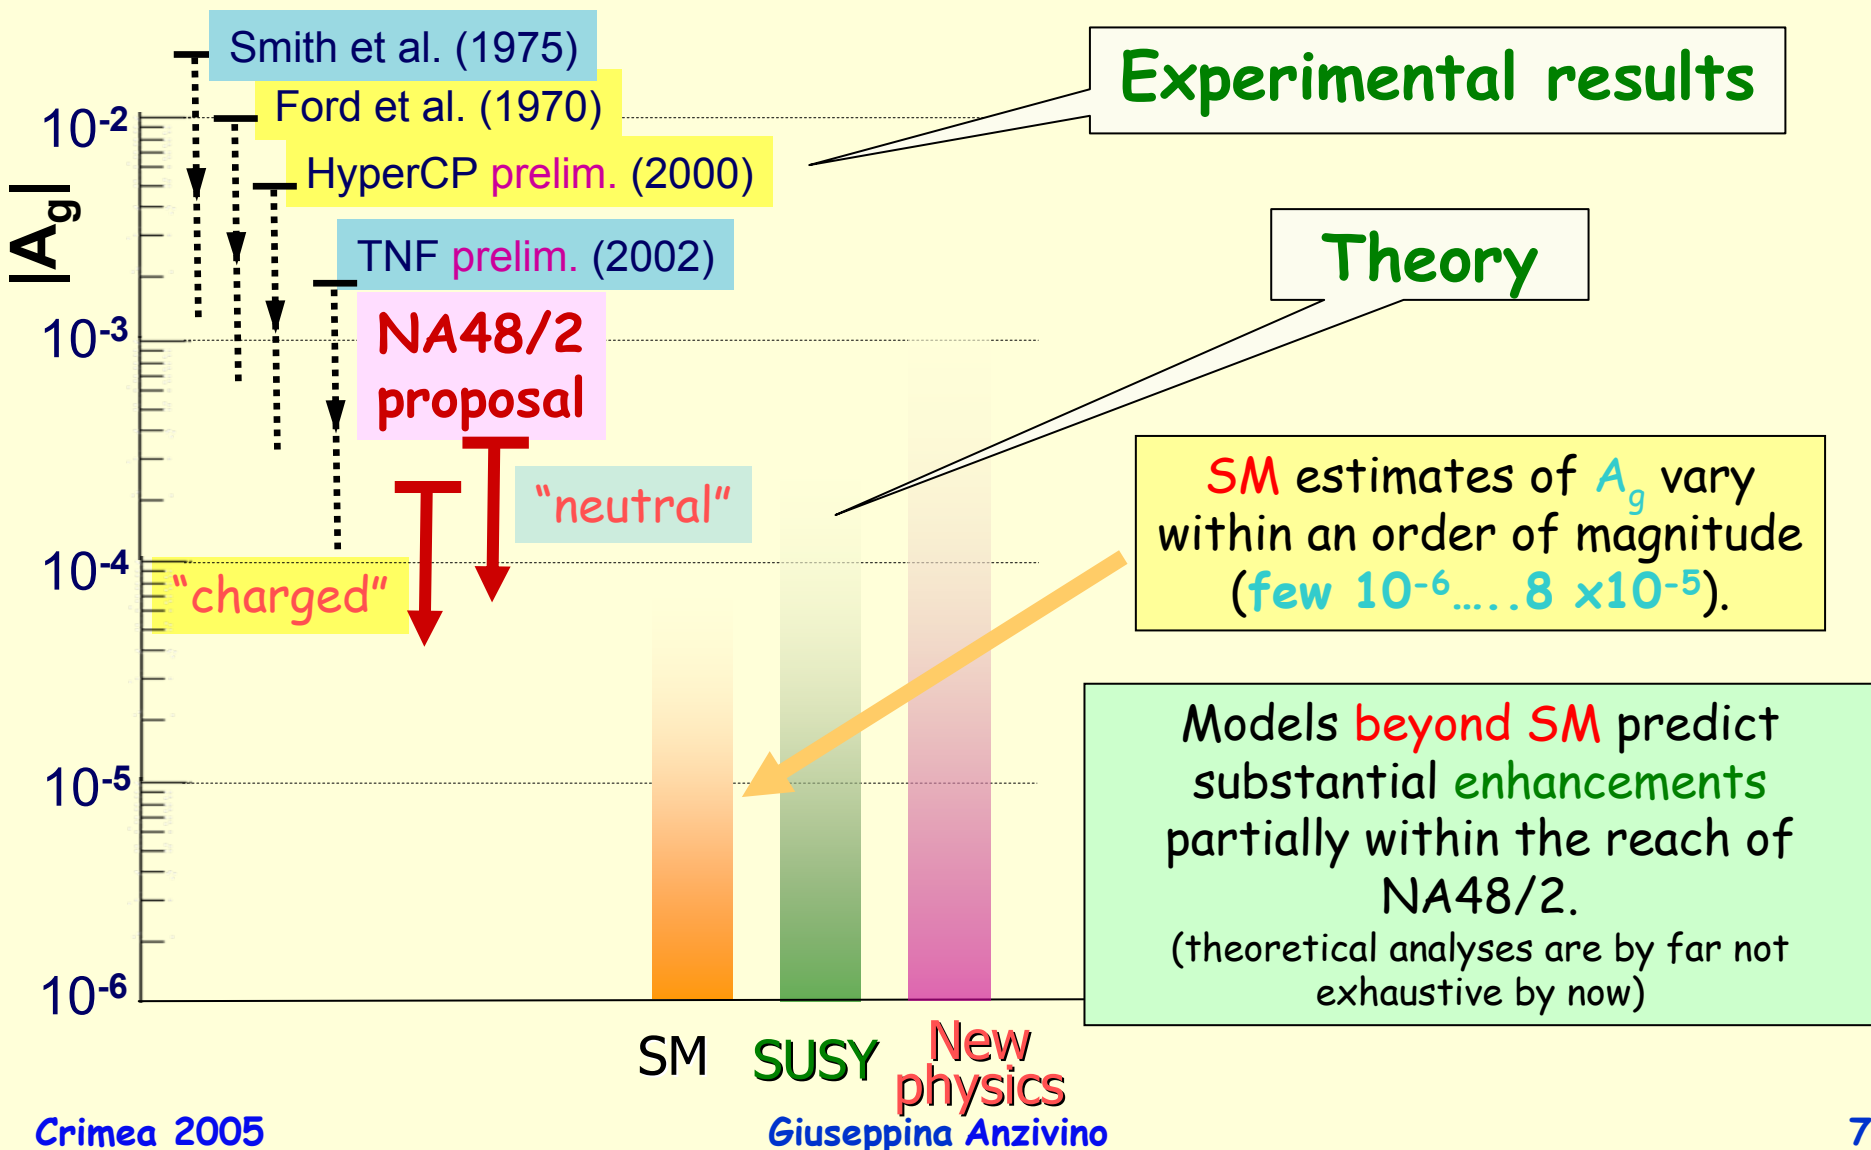 Smith et al. (1975)
Ford et al. (1970)
HyperCP prelim. (2000)
TNF prelim. (2002)
NA48/2
proposal
"neutral"
"charged"
|A_g|
10⁻²
10⁻³
10⁻⁴
10⁻⁵
10⁻⁶
Experimental results
Theory
SM estimates of A_g vary
within an order of magnitude
(few 10⁻⁶…..8 x10⁻⁵).
Models beyond SM predict
substantial enhancements
partially within the reach of
NA48/2.
(theoretical analyses are by far not
exhaustive by now)
SM
SUSY
New
physics
Crimea 2005
Giuseppina Anzivino
7